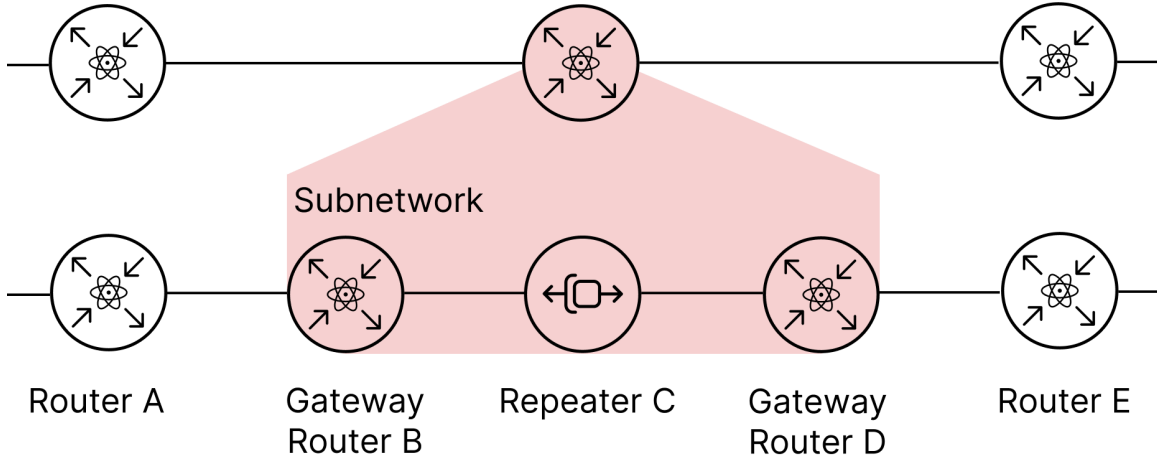 Subnetwork
Router A
Gateway
Router B
Repeater C
Gateway
Router D
Router E